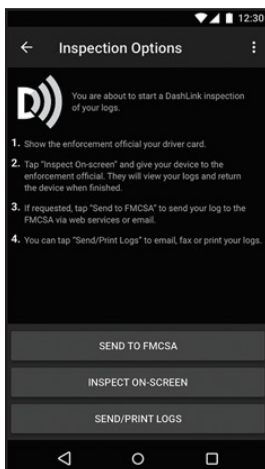 12:30
Inspection Options
You are about to start a DashLink inspection
of your logs.
1. Show the enforcement official your driver card.
2. Tap "Inspect On-screen" and give your device to the
enforcement official. They will view your logs and return
the device when finished.
3. If requested, tap "Send to FMCSA" to send your log to the
FMCSA via web services or email.
4. You can tap "Send/Print Logs" to email, fax or print your logs.
SEND TO FMCSA
INSPECT ON-SCREEN
SEND/PRINT LOGS